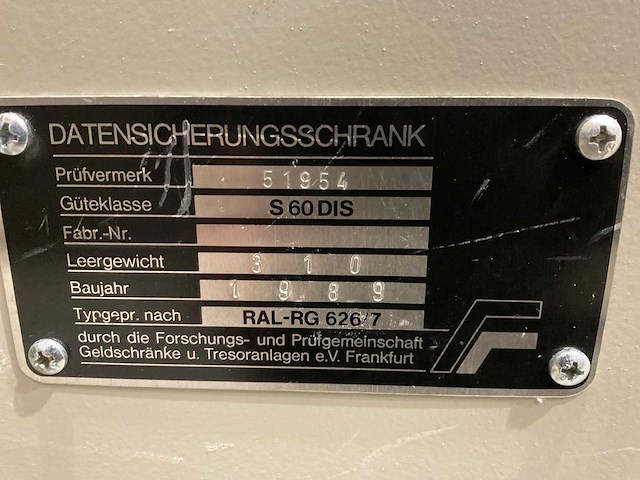 DATENSICHERUNGSSCHRANK
Prüfvermerk 51954
Güteklasse S 60 DIS
Fabr.-Nr.
Leergewicht 310
Baujahr 1989
Typgepr. nach RAL-RG 626/7
durch die Forschungs- und Prüfgemeinschaft
Geldschränke u. Tresoranlagen e.V. Frankfurt